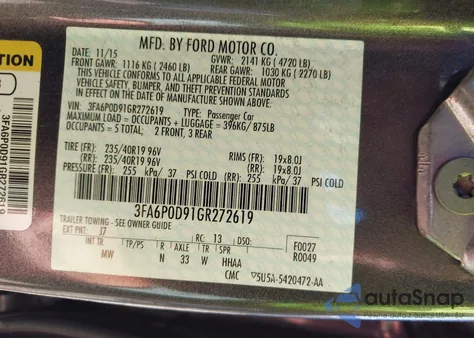 MFD. BY FORD MOTOR CO.
DATE: 11/15 GVWR: 2141 KG ( 4720 LB)
FRONT GAWR: 1116 KG ( 2460 LB) REAR GAWR: 1030 KG ( 2270 LB)
THIS VEHICLE CONFORMS TO ALL APPLICABLE FEDERAL MOTOR
VEHICLE SAFETY, BUMPER, AND THEFT PREVENTION STANDARDS
IN EFFECT ON THE DATE OF MANUFACTURE SHOWN ABOVE.
VIN: 3FA6P0D91GR272619 TYPE: Passenger Car
MAXIMUM LOAD = OCCUPANTS + LUGGAGE = 396KG/ 875LB
OCCUPANTS = 5 TOTAL; 2 FRONT, 3 REAR
TIRE (FR): 235/40R19 96V RIMS (FR): 19x8.0J
(RR): 235/40R19 96V (RR): 19x8.0J
PRESSURE (FR): 255 kPa/ 37 PSI COLD (RR): 255 kPa/ 37 PSI COLD
3FA6P0D91GR272619
TRAILER TOWING - SEE OWNER GUIDE
EXT PNT: J7 RC: 13 DSO: F0027
R0049
INT TR TP/PS R AXLE TR SPR
MW N 33 W HHAA
CMC 5U5A-5420472-AA
CAUTION
3FA6P0D91GR272619
autoSnap